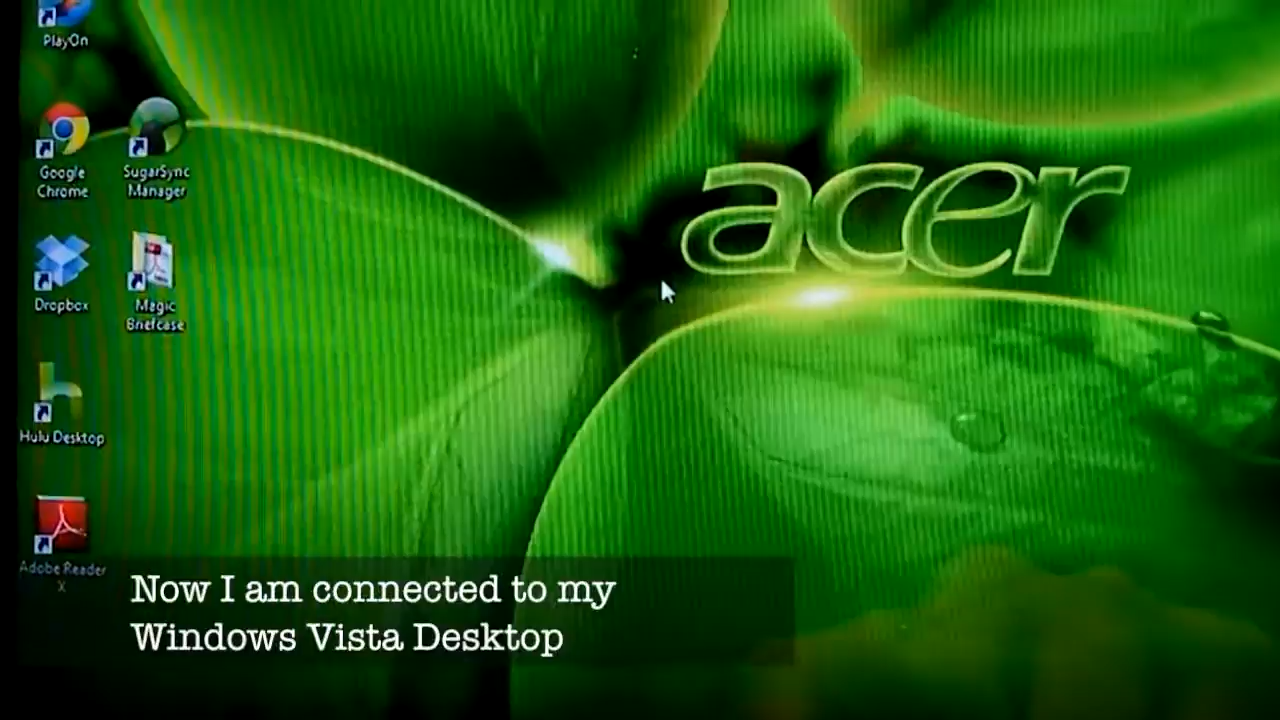 PlayOn
Google
Chrome
SugarSync
Manager
Dropbox
Magic
Briefcase
Hulu Desktop
Adobe Reader
X
acer
Now I am connected to my
Windows Vista Desktop